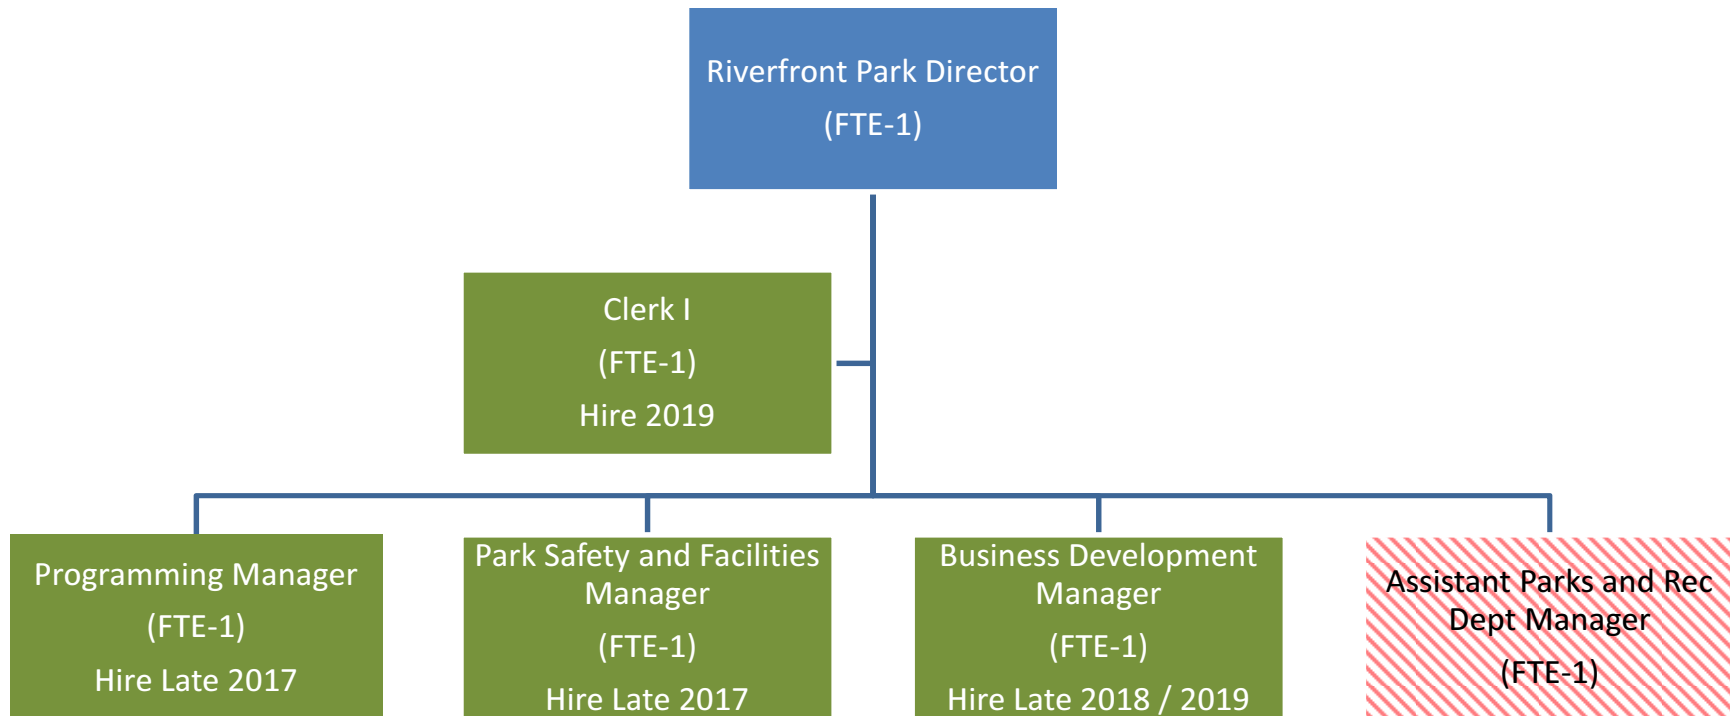 Riverfront Park Director
(FTE-1)
Clerk I
(FTE-1)
Hire 2019
Programming Manager
(FTE-1)
Hire Late 2017
Park Safety and Facilities
Manager
(FTE-1)
Hire Late 2017
Business Development
Manager
(FTE-1)
Hire Late 2018 / 2019
Assistant Parks and Rec
Dept Manager
(FTE-1)